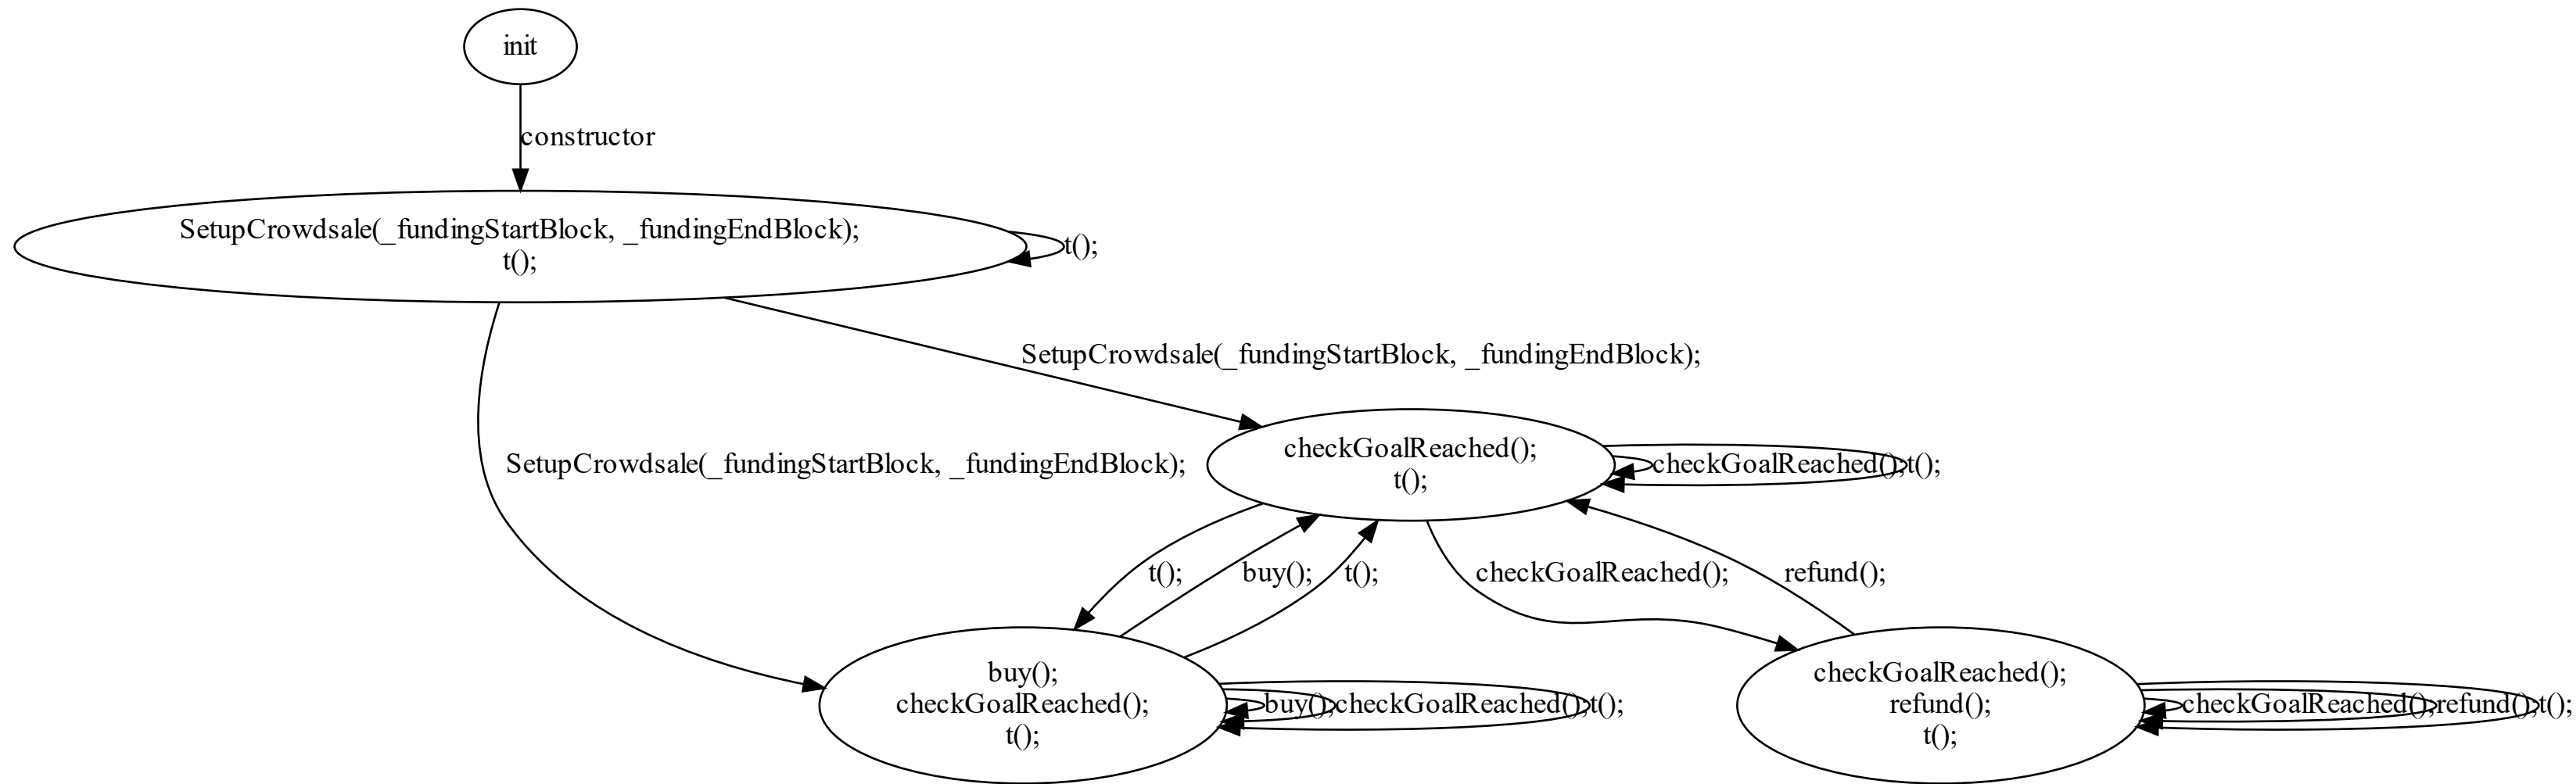 init
constructor
SetupCrowdsale(_fundingStartBlock, _fundingEndBlock);
t();
t();
SetupCrowdsale(_fundingStartBlock, _fundingEndBlock);
SetupCrowdsale(_fundingStartBlock, _fundingEndBlock);
checkGoalReached();
t();
checkGoalReached();
t();
t();
buy();
t();
checkGoalReached();
refund();
buy();
checkGoalReached();
t();
buy();
checkGoalReached();
t();
checkGoalReached();
refund();
t();
checkGoalReached();
refund();
t();